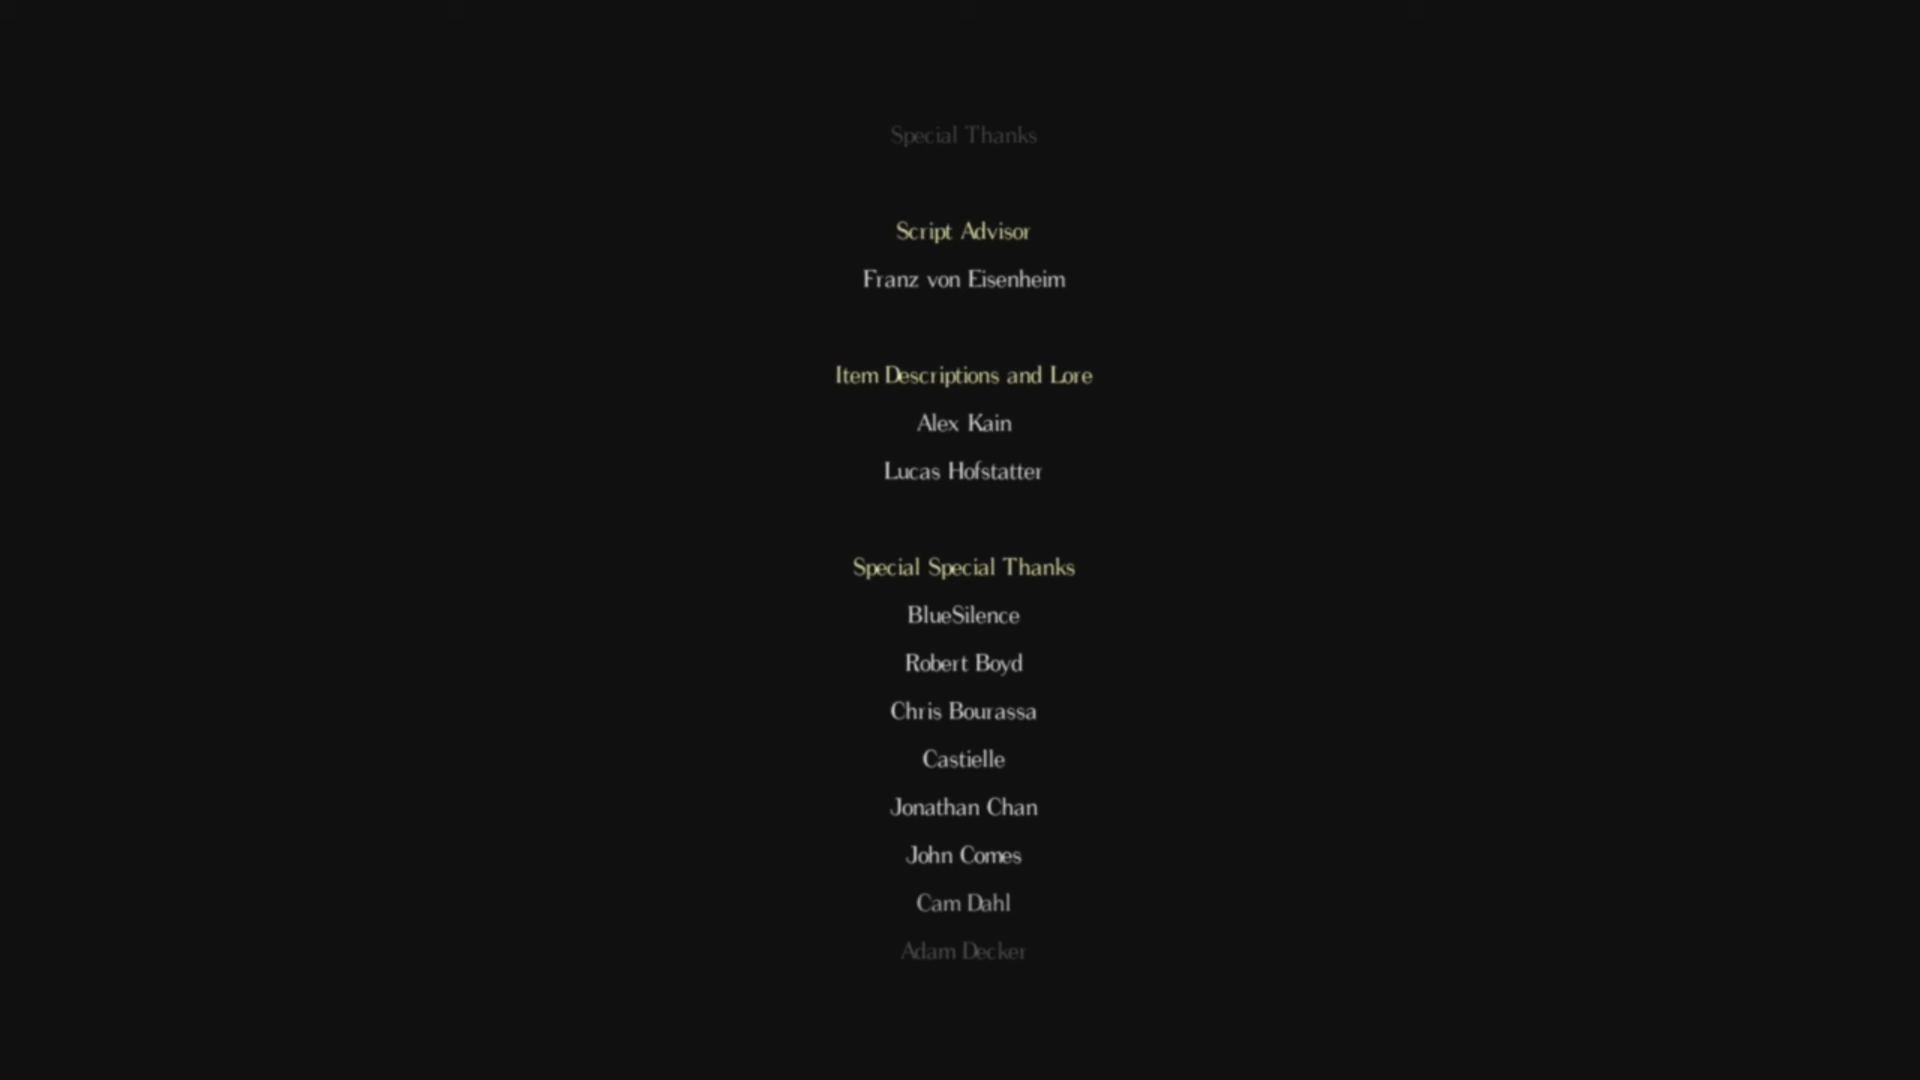 Special Thanks
Script Advisor
Franz von Eisenheim
Item Descriptions and Lore
Alex Kain
Lucas Hofstatter
Special Special Thanks
BlueSilence
Robert Boyd
Chris Bourassa
Castielle
Jonathan Chan
John Comes
Cam Dahl
Adam Decker